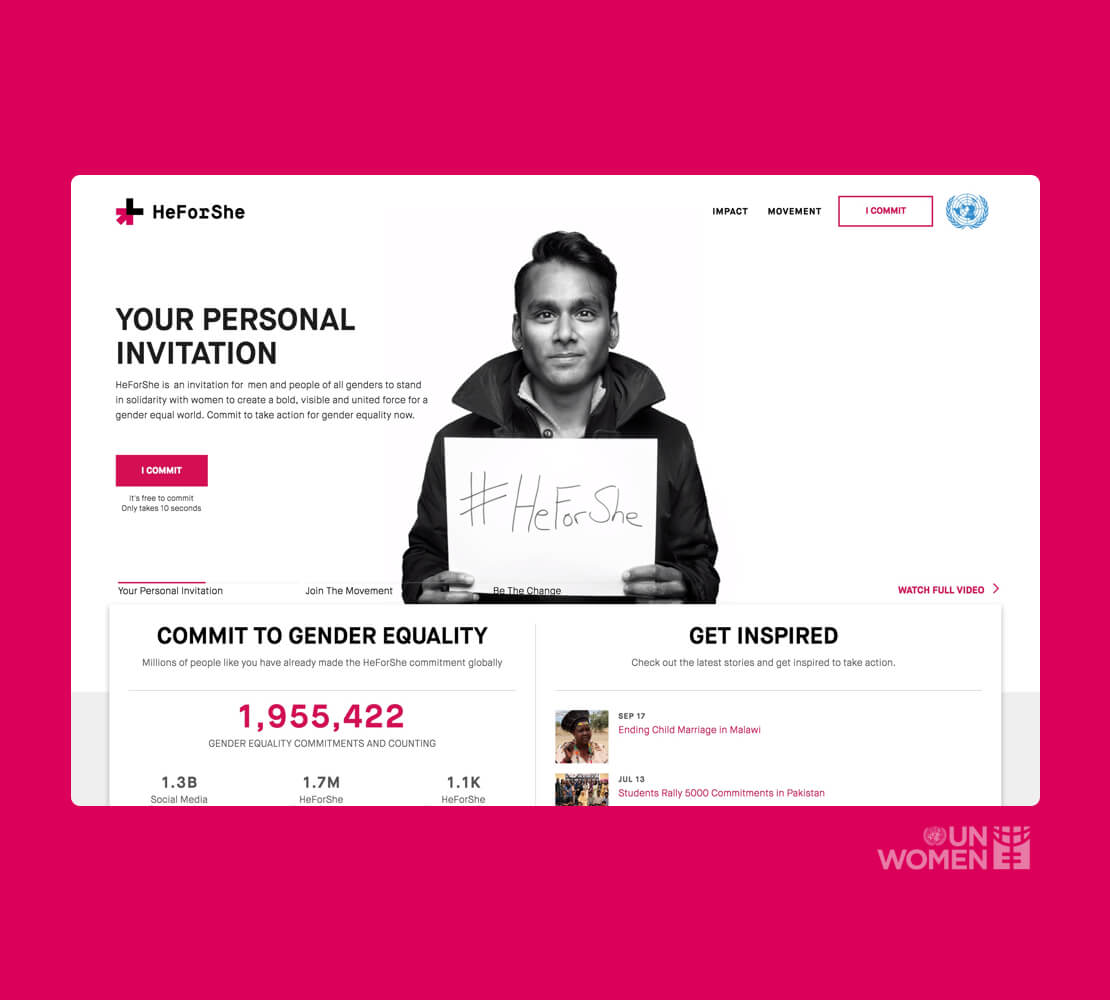 HeForShe
IMPACT
MOVEMENT
I COMMIT
YOUR PERSONAL
INVITATION
HeForShe is an invitation for men and people of all genders to stand
in solidarity with women to create a bold, visible and united force for a
gender equal world. Commit to take action for gender equality now.
I COMMIT
It's free to commit
Only takes 10 seconds
#HeForShe
Your Personal Invitation
Join The Movement
Be The Change
WATCH FULL VIDEO
COMMIT TO GENDER EQUALITY
Millions of people like you have already made the HeForShe commitment globally
1,955,422
GENDER EQUALITY COMMITMENTS AND COUNTING
1.3B
Social Media
1.7M
HeForShe
1.1K
HeForShe
GET INSPIRED
Check out the latest stories and get inspired to take action.
SEP 17
Ending Child Marriage in Malawi
JUL 13
Students Rally 5000 Commitments in Pakistan
UN
WOMEN